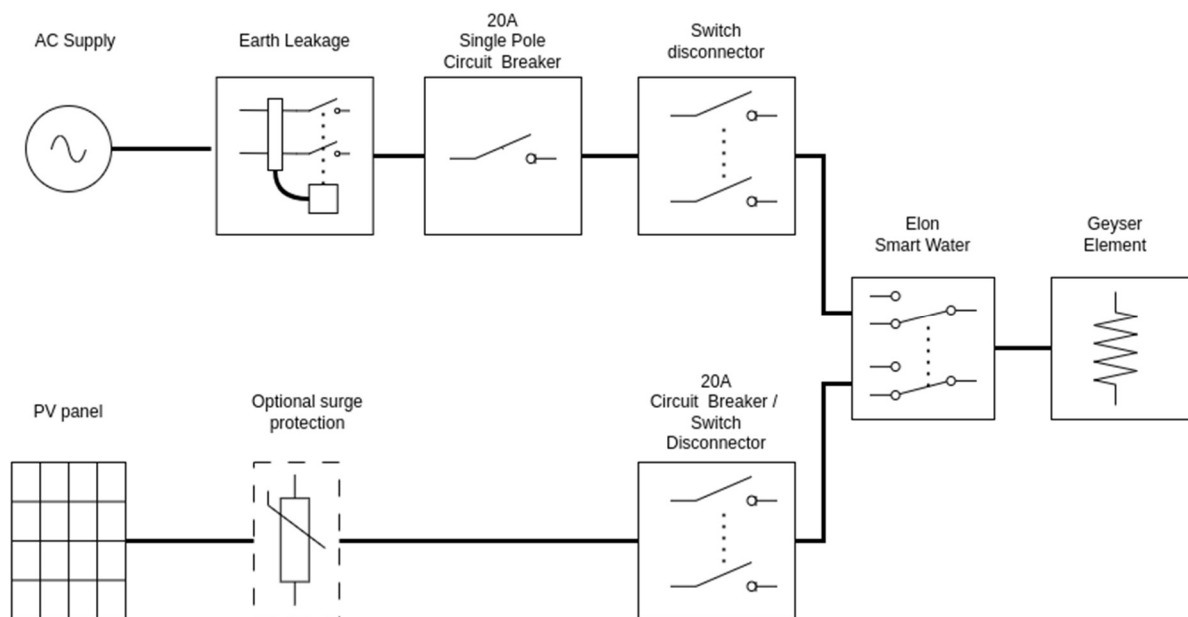 AC Supply
Earth Leakage
20A
Single Pole
Circuit Breaker
Switch
disconnector
Elon
Smart Water
Geyser
Element
PV panel
Optional surge
protection
20A
Circuit Breaker /
Switch
Disconnector